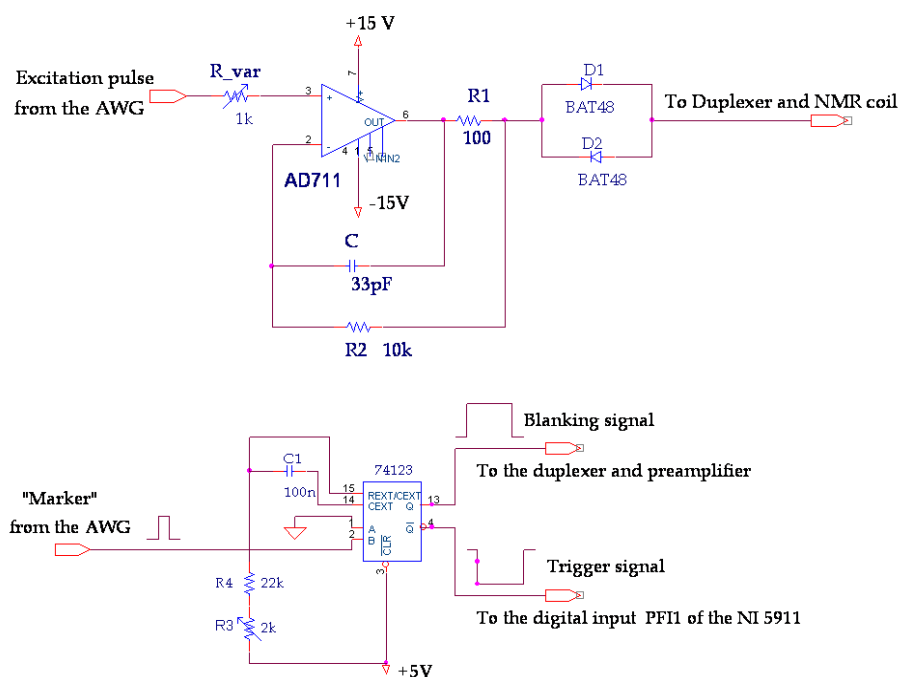 +15 V
Excitation pulse
from the AWG
R_var
1k
3
+
7
V+
OUT
6
2
-
4
1
5
AD711
-15V
R1
100
D1
BAT48
D2
BAT48
To Duplexer and NMR coil
C
33pF
R2 10k
Blanking signal
To the duplexer and preamplifier
C1
100n
74123
15
14
REXT/CEXT
CEXT
Q
13
1
2
A
B
Q
4
CLR
3
"Marker"
from the AWG
R4
22k
R3
2k
+5V
Trigger signal
To the digital input PFI1 of the NI 5911